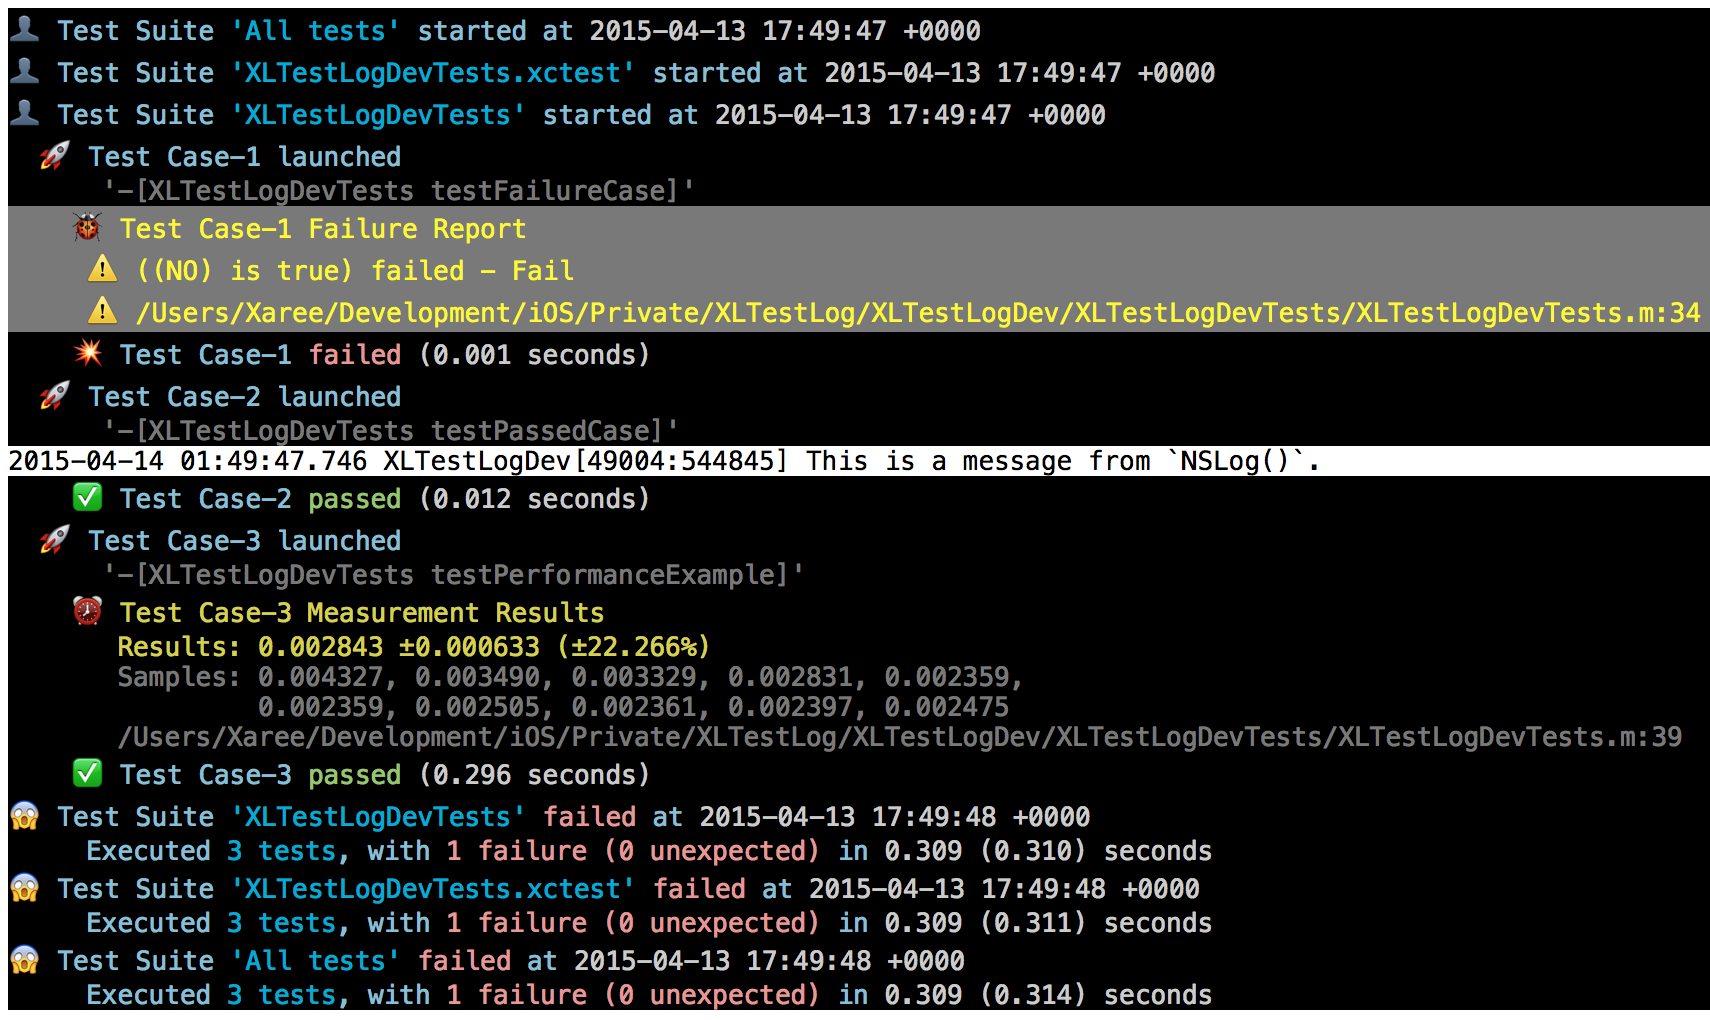 Test Suite 'All tests' started at 2015-04-13 17:49:47 +0000
Test Suite 'XLTestLogDevTests.xctest' started at 2015-04-13 17:49:47 +0000
Test Suite 'XLTestLogDevTests' started at 2015-04-13 17:49:47 +0000
Test Case-1 launched
'-[XLTestLogDevTests testFailureCase]'
Test Case-1 Failure Report
((NO) is true) failed - Fail
/Users/Xaree/Development/iOS/Private/XLTestLog/XLTestLogDev/XLTestLogDevTests/XLTestLogDevTests.m:34
Test Case-1 failed (0.001 seconds)
Test Case-2 launched
'-[XLTestLogDevTests testPassedCase]'
2015-04-14 01:49:47.746 XLTestLogDev[49004:544845] This is a message from `NSLog()`.
Test Case-2 passed (0.012 seconds)
Test Case-3 launched
'-[XLTestLogDevTests testPerformanceExample]'
Test Case-3 Measurement Results
Results: 0.002843 ±0.000633 (±22.266%)
Samples: 0.004327, 0.003490, 0.003329, 0.002831, 0.002359,
0.002359, 0.002505, 0.002361, 0.002397, 0.002475
/Users/Xaree/Development/iOS/Private/XLTestLog/XLTestLogDev/XLTestLogDevTests/XLTestLogDevTests.m:39
Test Case-3 passed (0.296 seconds)
Test Suite 'XLTestLogDevTests' failed at 2015-04-13 17:49:48 +0000
Executed 3 tests, with 1 failure (0 unexpected) in 0.309 (0.310) seconds
Test Suite 'XLTestLogDevTests.xctest' failed at 2015-04-13 17:49:48 +0000
Executed 3 tests, with 1 failure (0 unexpected) in 0.309 (0.311) seconds
Test Suite 'All tests' failed at 2015-04-13 17:49:48 +0000
Executed 3 tests, with 1 failure (0 unexpected) in 0.309 (0.314) seconds